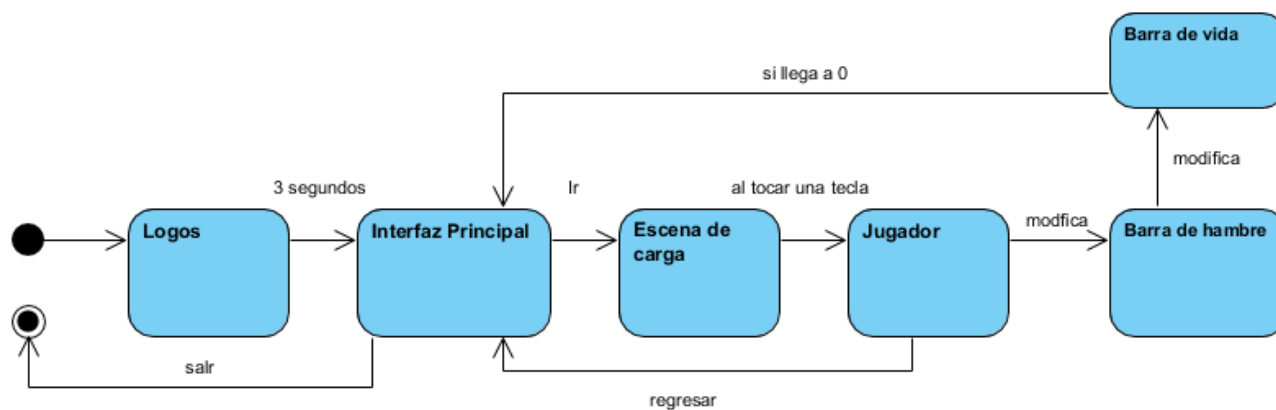 Barra de vida
si llega a 0
modifica
3 segundos
Ir
al tocar una tecla
Logos
Interfaz Principal
Escena de
carga
Jugador
modfica
Barra de hambre
salr
regresar